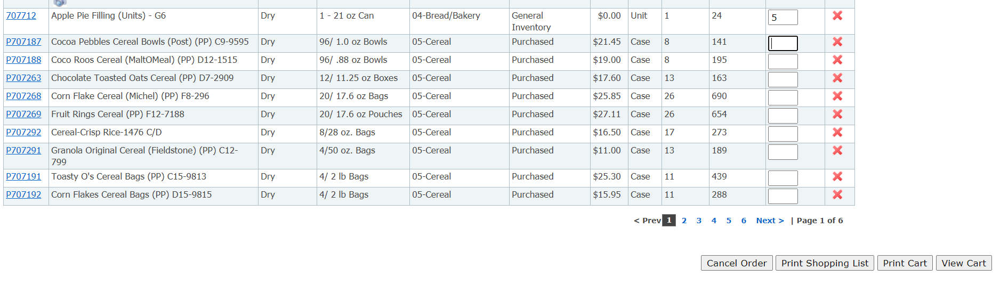 707712 Apple Pie Filling (Units) - G6 Dry 1 - 21 oz Can 04-Bread/Bakery General $0.00 Unit 1 24 5
Inventory
P707187 Cocoa Pebbles Cereal Bowls (Post) (PP) C9-9595 Dry 96/ 1.0 oz Bowls 05-Cereal Purchased $21.45 Case 8 141
P707188 Coco Roos Cereal (MaltOMeal) (PP) D12-1515 Dry 96/ .88 oz Bowls 05-Cereal Purchased $19.00 Case 8 195
P707263 Chocolate Toasted Oats Cereal (PP) D7-2909 Dry 12/ 11.25 oz Boxes 05-Cereal Purchased $17.60 Case 13 163
P707268 Corn Flake Cereal (Michel) (PP) F8-296 Dry 20/ 17.6 oz Bags 05-Cereal Purchased $25.85 Case 26 690
P707269 Fruit Rings Cereal (PP) F12-7188 Dry 20/ 17.6 oz Pouches 05-Cereal Purchased $27.11 Case 26 654
P707292 Cereal-Crisp Rice-1476 C/D Dry 8/28 oz. Bags 05-Cereal Purchased $16.50 Case 17 273
P707291 Granola Original Cereal (Fieldstone) (PP) C12- Dry 4/50 oz. Bags 05-Cereal Purchased $11.00 Case 13 189
799
P707191 Toasty O's Cereal Bags (PP) C15-9813 Dry 4/ 2 lb Bags 05-Cereal Purchased $25.30 Case 11 439
P707192 Corn Flakes Cereal Bags (PP) D15-9815 Dry 4/ 2 lb Bags 05-Cereal Purchased $15.95 Case 11 288
< Prev 1 2 3 4 5 6 Next > | Page 1 of 6
Cancel Order Print Shopping List Print Cart View Cart